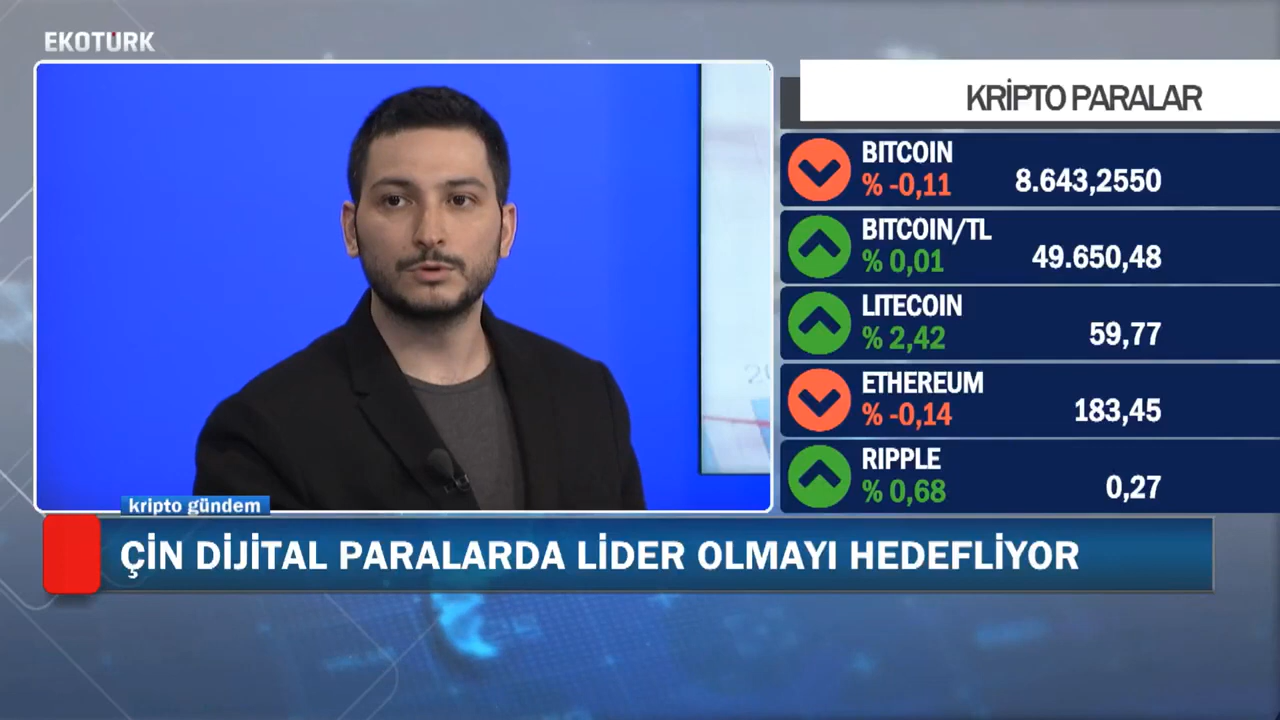 EKOTÜRK
KRİPTO PARALAR
BITCOIN
% -0,11
8.643,2550
BITCOIN/TL
% 0,01
49.650,48
LITECOIN
% 2,42
59,77
ETHEREUM
% -0,14
183,45
RIPPLE
% 0,68
0,27
kripto gündem
ÇİN DİJİTAL PARALARDA LİDER OLMAYI HEDEFLİYOR